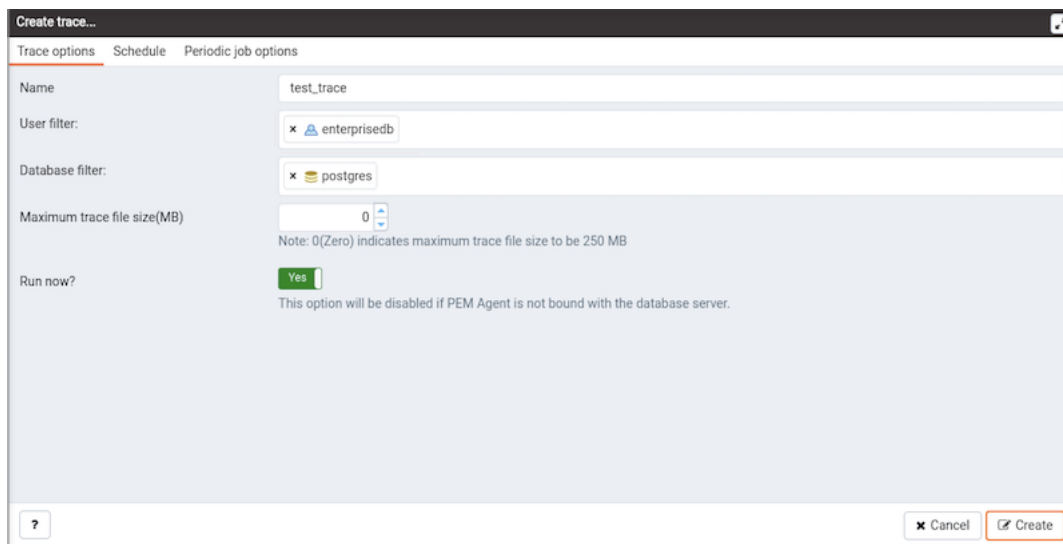 Create trace...
Trace options Schedule Periodic job options
Name test_trace
User filter: × enterprisedb
Database filter: × postgres
Maximum trace file size(MB) 0
Note: 0(Zero) indicates maximum trace file size to be 250 MB
Run now? Yes
This option will be disabled if PEM Agent is not bound with the database server.
? × Cancel Create